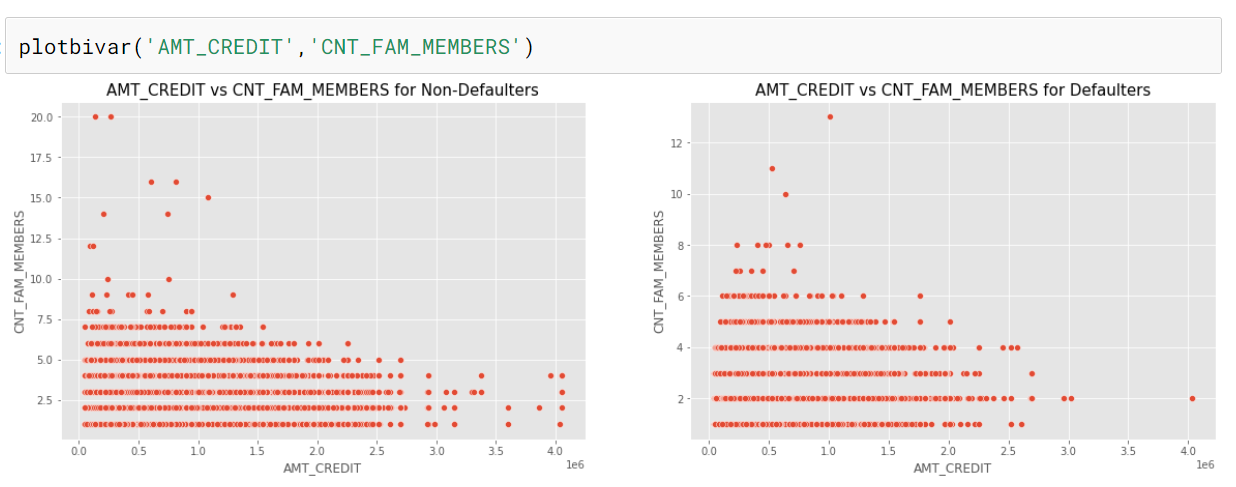 plotbivar('AMT_CREDIT','CNT_FAM_MEMBERS')
AMT_CREDIT vs CNT_FAM_MEMBERS for Non-Defaulters
20.0
17.5
15.0
12.5
10.0
7.5
5.0
2.5
CNT_FAM_MEMBERS
0.0 0.5 1.0 1.5 2.0 2.5 3.0 3.5 4.0
1e6
AMT_CREDIT
AMT_CREDIT vs CNT_FAM_MEMBERS for Defaulters
12
10
8
6
4
2
CNT_FAM_MEMBERS
0.0 0.5 1.0 1.5 2.0 2.5 3.0 3.5 4.0
1e6
AMT_CREDIT